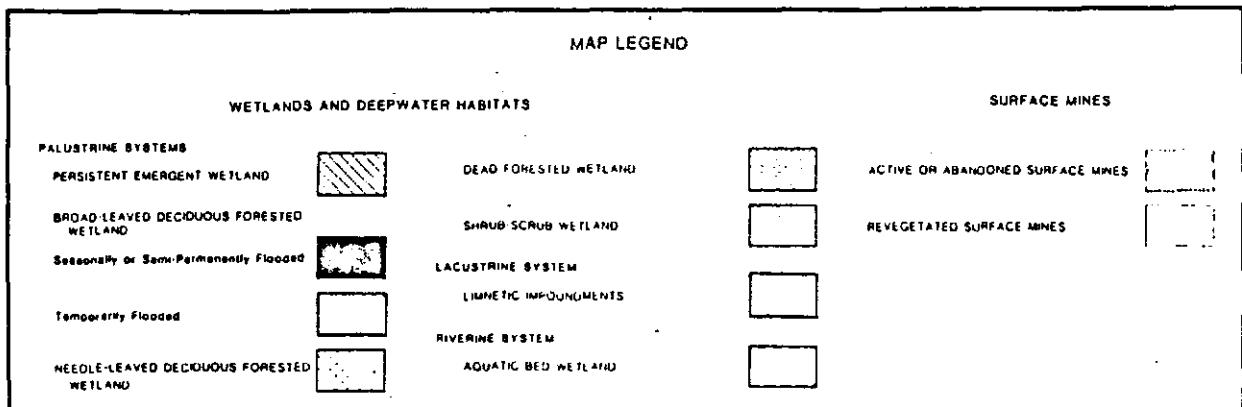 MAP LEGEND
WETLANDS AND DEEPWATER HABITATS
PALUSTRINE SYSTEMS
PERSISTENT EMERGENT WETLAND
BROAD-LEAVED DECIDUOUS FORESTED
WETLAND
Seasonally or Semi-Permanently Flooded
Temporarily Flooded
NEEDLE-LEAVED DECIDUOUS FORESTED
WETLAND
DEAD FORESTED WETLAND
SHRUB-SCRUB WETLAND
LACUSTRINE SYSTEM
LIMNETIC IMPOUNDMENTS
RIVERINE SYSTEM
AQUATIC BED WETLAND
SURFACE MINES
ACTIVE OR ABANDONED SURFACE MINES
REVEGETATED SURFACE MINES